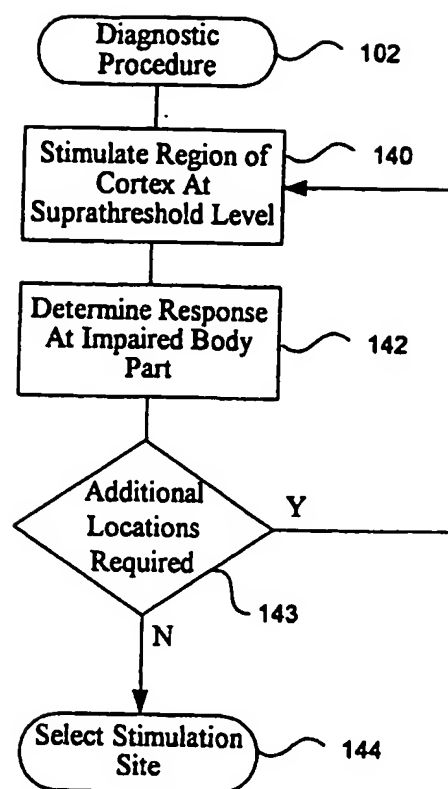 Diagnostic
Procedure
102
Stimulate Region of
Cortex At
Suprathreshold Level
140
Determine Response
At Impaired Body
Part
142
Additional
Locations
Required
Y
143
N
Select Stimulation
Site
144